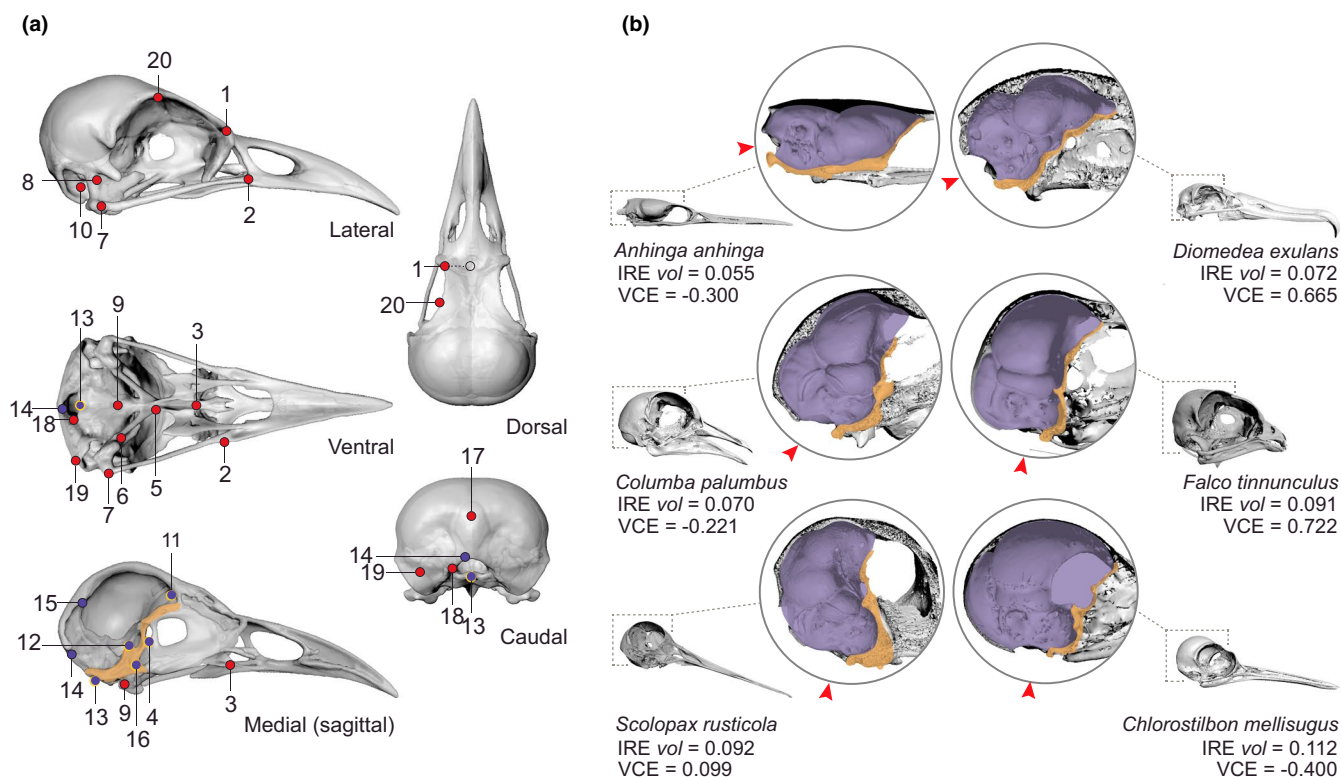 (a)
20
1
8
10
7
2
Lateral
1
20
Dorsal
13
9
3
14
18
19
7
6
5
2
Ventral
17
14
19
18
13
Caudal
11
15
12
14
13
9
16
4
3
Medial (sagittal)
(b)
Anhinga anhinga
IRE vol = 0.055
VCE = -0.300
Diomedea exulans
IRE vol = 0.072
VCE = 0.665
Columba palumbus
IRE vol = 0.070
VCE = -0.221
Falco tinnunculus
IRE vol = 0.091
VCE = 0.722
Scolopax rusticola
IRE vol = 0.092
VCE = 0.099
Chlorostilbon mellisugus
IRE vol = 0.112
VCE = -0.400